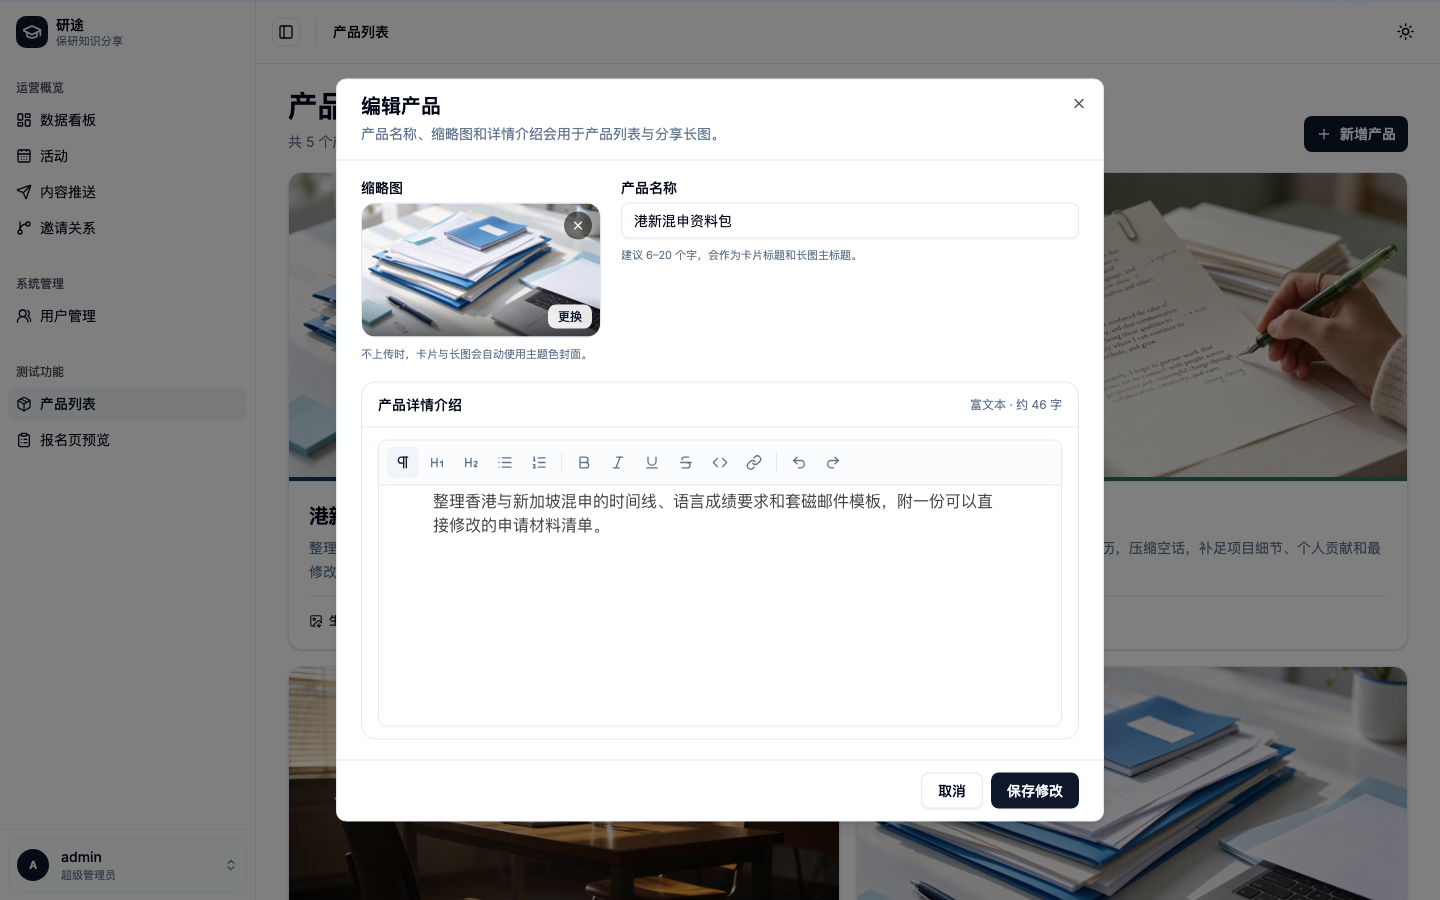 研途
保研知识分享
运营概览
数据看板
活动
内容推送
邀请关系
系统管理
用户管理
测试功能
产品列表
报名页预览
admin
超级管理员
A
产品列表
产品
共 5 个
新增产品
编辑产品
产品名称、缩略图和详情介绍会用于产品列表与分享长图。
缩略图
更换
不上传时，卡片与长图会自动使用主题色封面。
产品名称
港新混申资料包
建议 6–20 个字，会作为卡片标题和长图主标题。
产品详情介绍
富文本 · 约 46 字
H1
H2
整理香港与新加坡混申的时间线、语言成绩要求和套磁邮件模板，附一份可以直
接修改的申请材料清单。
取消
保存修改
港新
整理
修改
历，压缩空话，补足项目细节、个人贡献和最